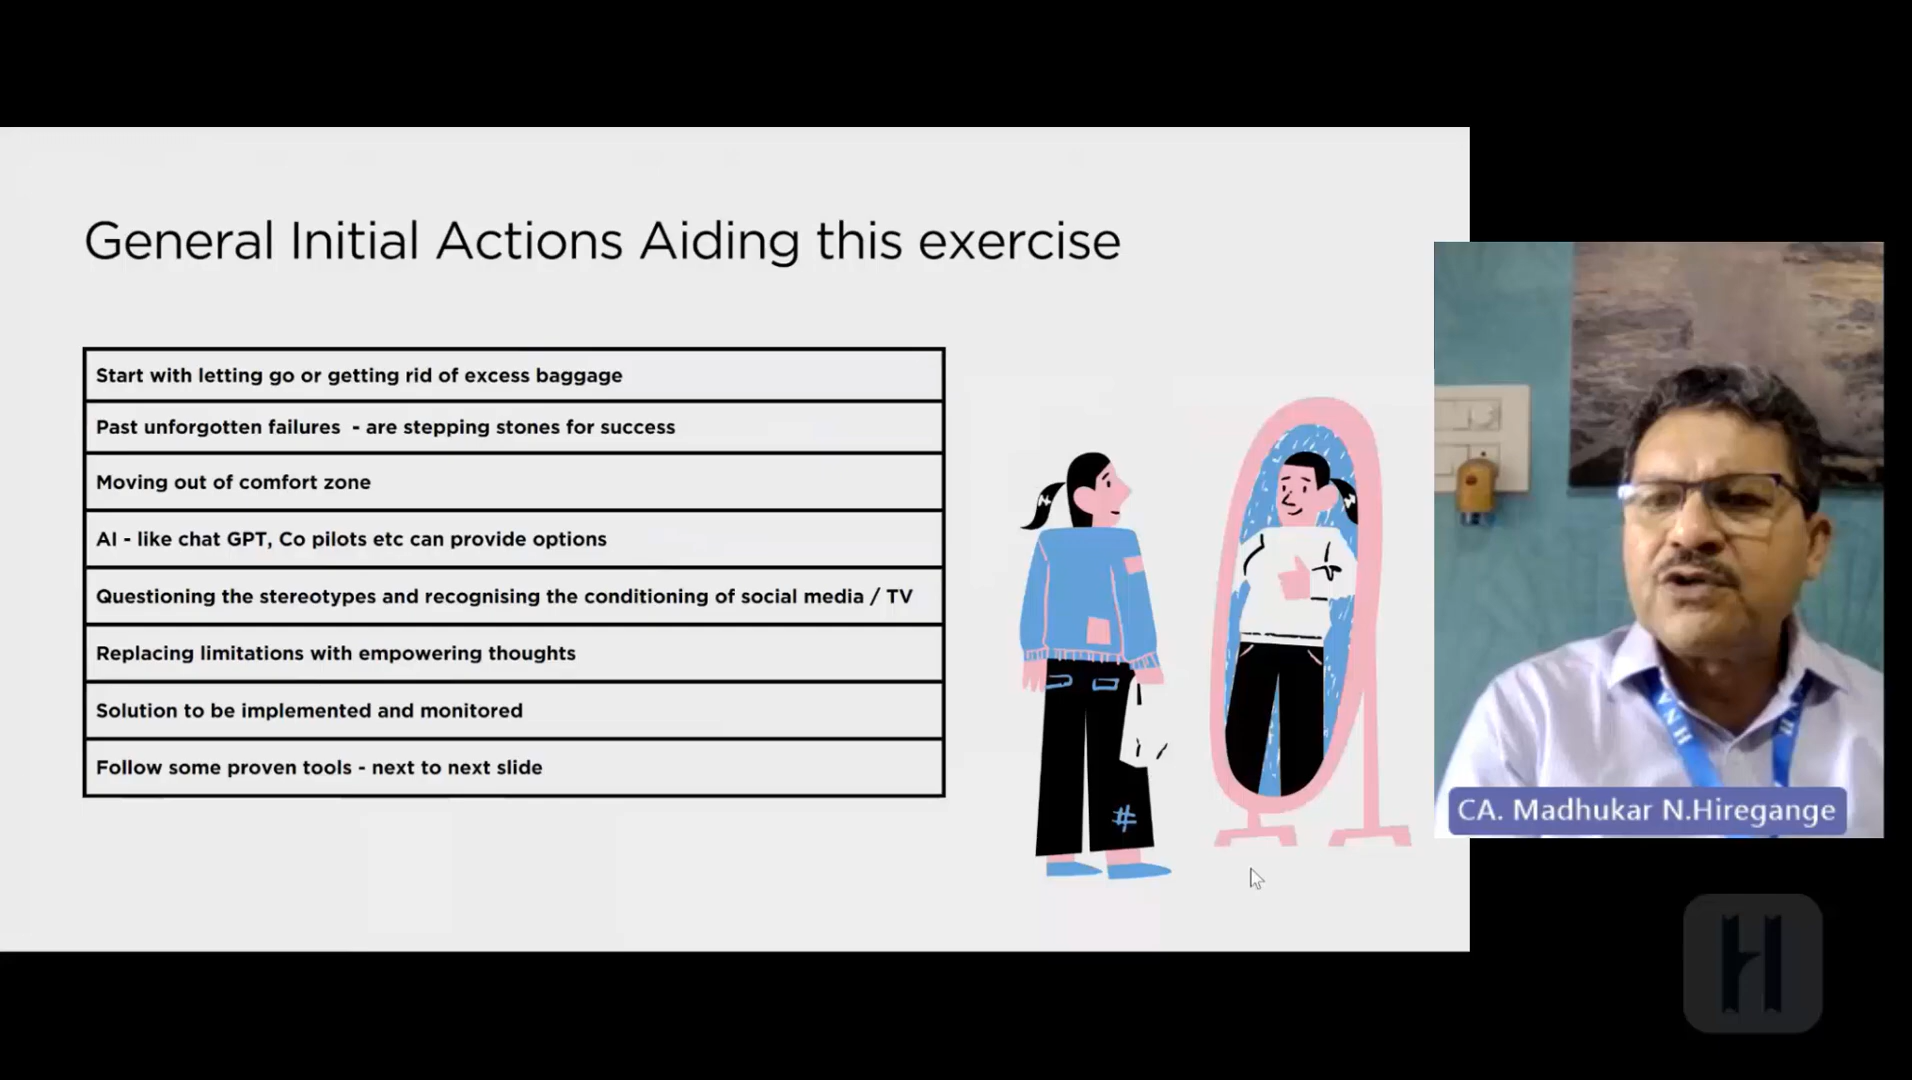 General Initial Actions Aiding this exercise
Start with letting go or getting rid of excess baggage
Past unforgotten failures - are stepping stones for success
Moving out of comfort zone
AI - like chat GPT, Co pilots etc can provide options
Questioning the stereotypes and recognising the conditioning of social media / TV
Replacing limitations with empowering thoughts
Solution to be implemented and monitored
Follow some proven tools - next to next slide
#
HNA
CA. Madhukar N.Hiregange
H